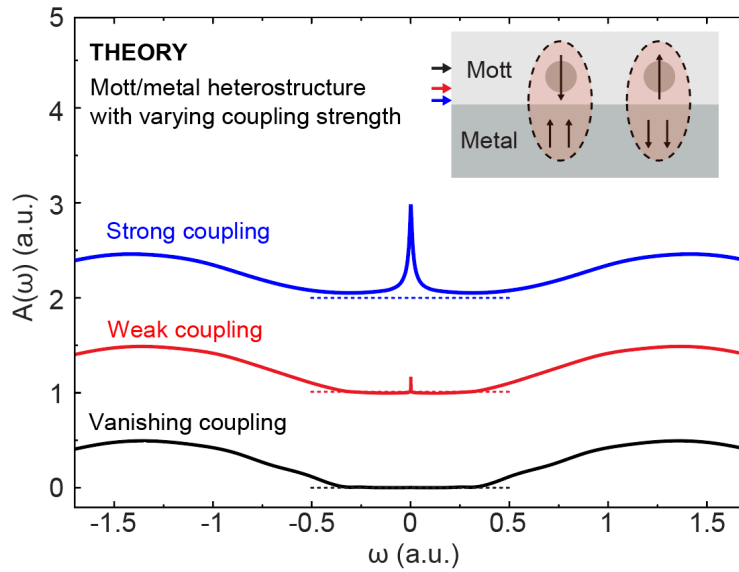 THEORY
Mott/metal heterostructure
with varying coupling strength
Mott
Metal
Strong coupling
Weak coupling
Vanishing coupling
A(ω) (a.u.)
5
4
3
2
1
0
-1.5 -1 -0.5 0 0.5 1 1.5
ω (a.u.)